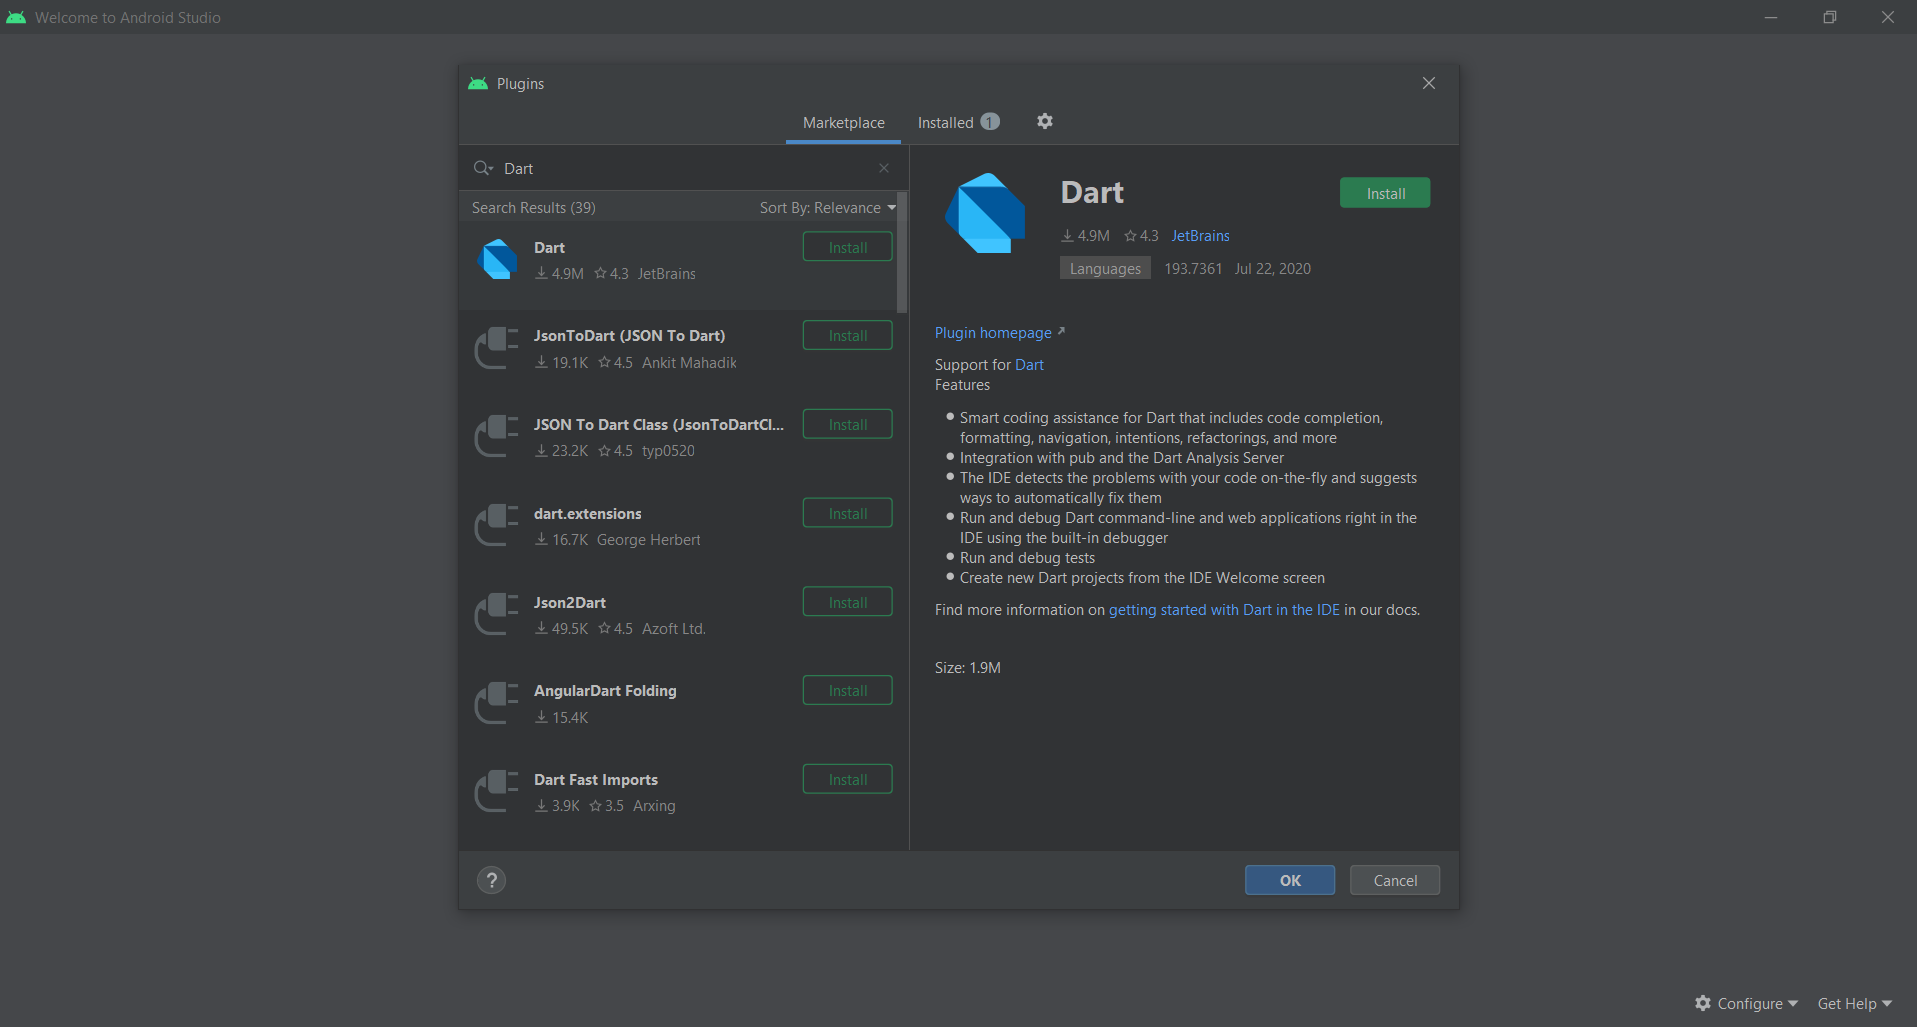 Welcome to Android Studio
Plugins
Marketplace Installed 1
Dart
Search Results (39) Sort By: Relevance
Dart Install
4.9M 4.3 JetBrains
JsonToDart (JSON To Dart) Install
19.1K 4.5 Ankit Mahadik
JSON To Dart Class (JsonToDartCl... Install
23.2K 4.5 typ0520
dart.extensions Install
16.7K George Herbert
Json2Dart Install
49.5K 4.5 Azoft Ltd.
AngularDart Folding Install
15.4K
Dart Fast Imports Install
3.9K 3.5 Arxing
Dart Install
4.9M 4.3 JetBrains
Languages 193.7361 Jul 22, 2020
Plugin homepage
Support for Dart
Features
Smart coding assistance for Dart that includes code completion,
formatting, navigation, intentions, refactorings, and more
Integration with pub and the Dart Analysis Server
The IDE detects the problems with your code on-the-fly and suggests
ways to automatically fix them
Run and debug Dart command-line and web applications right in the
IDE using the built-in debugger
Run and debug tests
Create new Dart projects from the IDE Welcome screen
Find more information on getting started with Dart in the IDE in our docs.
Size: 1.9M
? OK Cancel
Configure Get Help